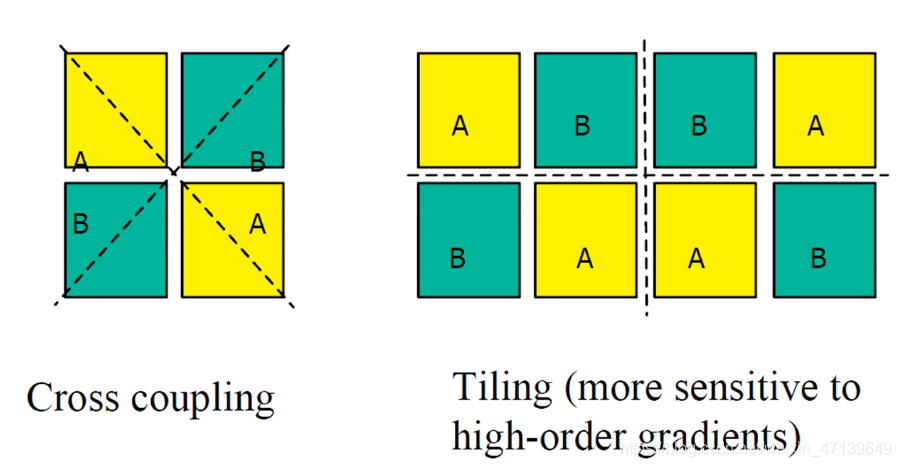 A B B A
A B
B A
B A A B
Cross coupling
Tiling (more sensitive to
high-order gradients)